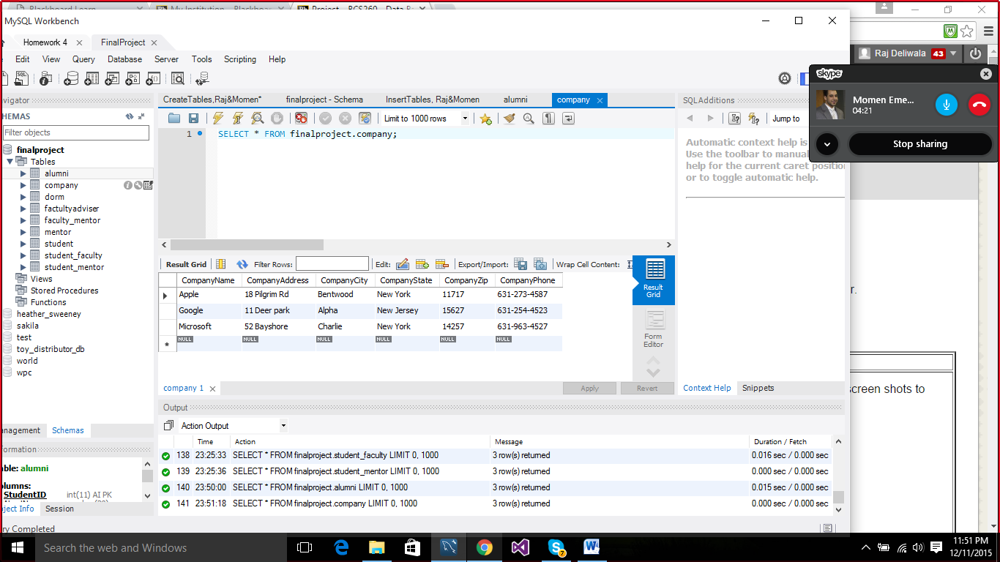 Blackboard Learn
My Institution – Blackboa
Project – BCS260 – Data B
MySQL Workbench
Homework 4
FinalProject
Raj Deliwala 43
Edit View Query Database Server Tools Scripting Help
skype
Momen Eme...
04:21
Stop sharing
avigator
CreateTables,Raj&Momen*
finalproject - Schema
InsertTables, Raj&Momen
alumni
company
SQLAdditions
HEMAS
Limit to 1000 rows
Jump to
Filter objects
1
SELECT * FROM finalproject.company;
Automatic context help is
Use the toolbar to manual
help for the current caret position
or to toggle automatic help.
finalproject
Tables
alumni
company
dorm
factultyadviser
faculty_mentor
mentor
student
student_faculty
student_mentor
Views
Stored Procedures
Functions
heather_sweeney
sakila
test
toy_distributor_db
world
wpc
Result Grid
Filter Rows:
Edit:
Export/Import:
Wrap Cell Content:
CompanyName CompanyAddress CompanyCity CompanyState CompanyZip CompanyPhone
Apple 18 Pilgrim Rd Bentwood New York 11717 631-273-4587
Google 11 Deer park Alpha New Jersey 15627 631-254-4523
Microsoft 52 Bayshore Charlie New York 14257 631-963-4527
NULL NULL NULL NULL NULL NULL
Result
Grid
Form
Editor
r.
screen shots to
company 1
Apply
Revert
Context Help
Snippets
Output
Action Output
anagement
Schemas
formation
Time Action Message Duration / Fetch
138 23:25:33 SELECT * FROM finalproject.student_faculty LIMIT 0, 1000 3 row(s) returned 0.016 sec / 0.000 sec
139 23:25:36 SELECT * FROM finalproject.student_mentor LIMIT 0, 1000 3 row(s) returned 0.000 sec / 0.000 sec
140 23:50:00 SELECT * FROM finalproject.alumni LIMIT 0, 1000 3 row(s) returned 0.015 sec / 0.000 sec
141 23:51:18 SELECT * FROM finalproject.company LIMIT 0, 1000 3 row(s) returned 0.000 sec / 0.000 sec
ble: alumni
olumns:
StudentID int(11) AI PK
ject Info
Session
ry Completed
Search the web and Windows
7
11:51 PM
12/11/2015